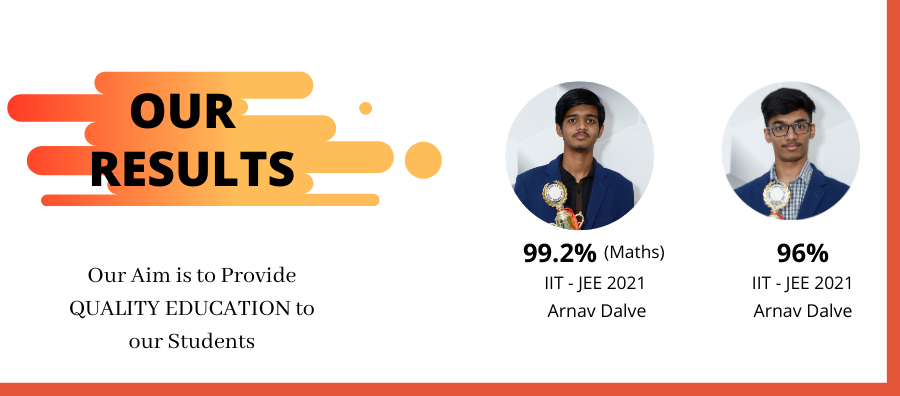 OUR
RESULTS
Our Aim is to Provide
QUALITY EDUCATION to
our Students
99.2% (Maths)
IIT - JEE 2021
Arnav Dalve
96%
IIT - JEE 2021
Arnav Dalve